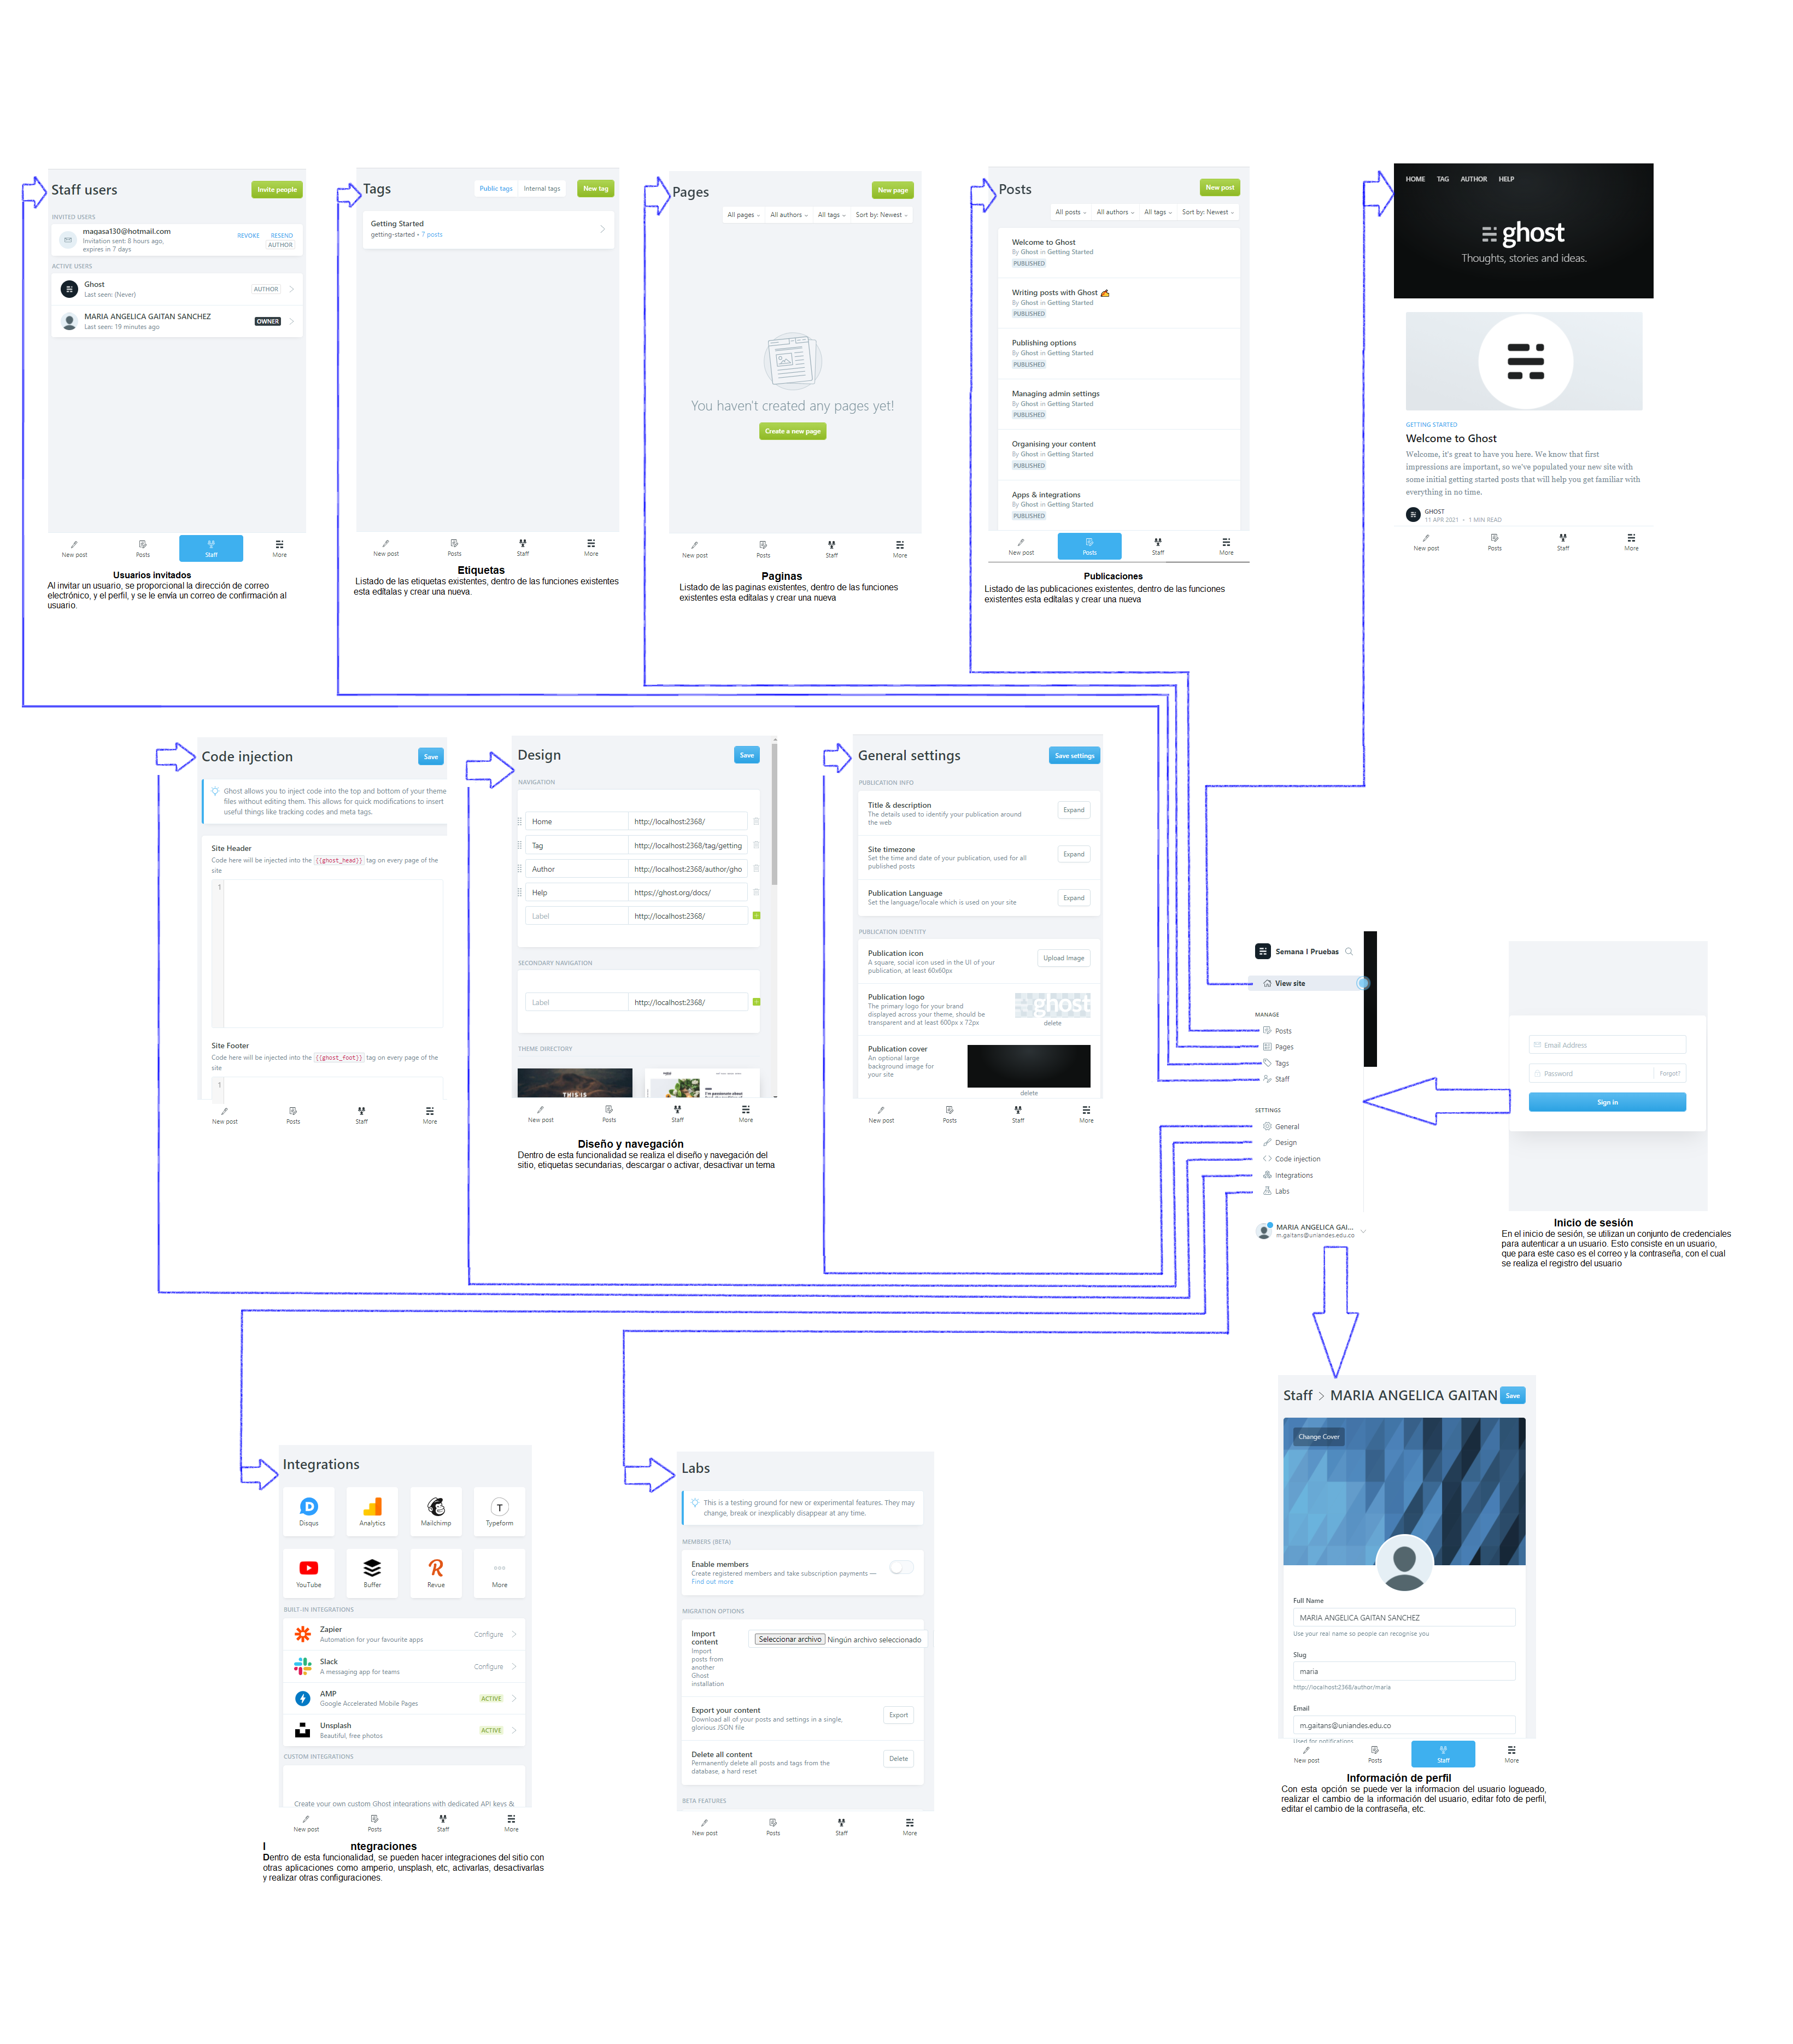 Staff users
Invite people
INVITED USERS
maqasa130@hotmail.com
Invitation sent: 8 hours ago,
expires in 7 days
REVOKE RESEND
AUTHOR
ACTIVE USERS
Ghost
Last seen: (Never)
AUTHOR
MARIA ANGELICA GAITAN SANCHEZ
Last seen: 19 minutes ago
OWNER
New post Posts Staff More
Usuarios invitados
Al invitar un usuario, se proporcional la dirección de correo
electrónico, y el perfil, y se le envía un correo de confirmación al
usuario.
Tags
Public tags Internal tags
New tag
Getting Started
getting-started • 7 posts
New post Posts Staff More
Etiquetas
Listado de las etiquetas existentes, dentro de las funciones existentes
esta edítalas y crear una nueva.
Pages
New page
All pages All authors All tags Sort by: Newest
You haven't created any pages yet!
Create a new page
New post Posts Staff More
Paginas
Listado de las paginas existentes, dentro de las funciones
existentes esta edítalas y crear una nueva
Posts
New post
All posts All authors All tags Sort by: Newest
Welcome to Ghost
By Ghost in Getting Started
PUBLISHED
Writing posts with Ghost ✍️
By Ghost in Getting Started
PUBLISHED
Publishing options
By Ghost in Getting Started
PUBLISHED
Managing admin settings
By Ghost in Getting Started
PUBLISHED
Organising your content
By Ghost in Getting Started
PUBLISHED
Apps & integrations
By Ghost in Getting Started
PUBLISHED
New post Posts Staff More
Publicaciones
Listado de las publicaciones existentes, dentro de las funciones
existentes esta edítalas y crear una nueva
HOME TAG AUTHOR HELP
ghost
Thoughts, stories and ideas.
GETTING STARTED
Welcome to Ghost
Welcome, it's great to have you here. We know that first
impressions are important, so we've populated your new site with
some initial getting started posts that will help you get familiar with
everything in no time.
GHOST
11 APR 2021 • 1 MIN READ
New post Posts Staff More
Code injection
Save
Ghost allows you to inject code into the top and bottom of your theme
files without editing them. This allows for quick modifications to insert
useful things like tracking codes and meta tags.
Site Header
Code here will be injected into the {{ghost_head}} tag on every page of the
site
1
Site Footer
Code here will be injected into the {{ghost_foot}} tag on every page of the
site
1
New post Posts Staff More
Design
Save
NAVIGATION
Home http://localhost:2368/
Tag http://localhost:2368/tag/getting
Author http://localhost:2368/author/gho
Help https://ghost.org/docs/
Label http://localhost:2368/
SECONDARY NAVIGATION
Label http://localhost:2368/
THEME DIRECTORY
THIS IS
New post Posts Staff More
Diseño y navegación
Dentro de esta funcionalidad se realiza el diseño y navegación del
sitio, etiquetas secundarias, descargar o activar, desactivar un tema
General settings
Save settings
PUBLICATION INFO
Title & description
The details used to identify your publication around
the web
Expand
Site timezone
Set the time and date of your publication, used for all
published posts
Expand
Publication Language
Set the language/locale which is used on your site
Expand
PUBLICATION IDENTITY
Publication icon
A square, social icon used in the UI of your
publication, at least 60x60px
Upload Image
Publication logo
The primary logo for your brand
displayed across your theme, should be
transparent and at least 600px x 72px
ghost
delete
Publication cover
An optional large
background image for
your site
delete
New post Posts Staff More
Semana I Pruebas
View site
MANAGE
Posts
Pages
Tags
Staff
SETTINGS
General
Design
Code injection
Integrations
Labs
MARIA ANGELICA GAI...
m.gaitans@uniandes.edu.co
Email Address
Password Forgot?
Sign in
Inicio de sesión
En el inicio de sesión, se utilizan un conjunto de credenciales
para autenticar a un usuario. Esto consiste en un usuario,
que para este caso es el correo y la contraseña, con el cual
se realiza el registro del usuario
Integrations
Disqus Analytics Mailchimp Typeform
YouTube Buffer Revue More
BUILT-IN INTEGRATIONS
Zapier
Automation for your favourite apps
Configure
Slack
A messaging app for teams
Configure
AMP
Google Accelerated Mobile Pages
ACTIVE
Unsplash
Beautiful, free photos
ACTIVE
CUSTOM INTEGRATIONS
Create your own custom Ghost integrations with dedicated API keys &
New post Posts Staff More
I ntegraciones
Dentro de esta funcionalidad, se pueden hacer integraciones del sitio con
otras aplicaciones como amperio, unsplash, etc, activarlas, desactivarlas
y realizar otras configuraciones.
Labs
This is a testing ground for new or experimental features. They may
change, break or inexplicably disappear at any time.
MEMBERS (BETA)
Enable members
Create registered members and take subscription payments —
Find out more
MIGRATION OPTIONS
Import
content
Import
posts from
another
Ghost
installation
Seleccionar archivo Ningún archivo seleccionado
Export your content
Download all of your posts and settings in a single,
glorious JSON file
Export
Delete all content
Permanently delete all posts and tags from the
database, a hard reset
Delete
BETA FEATURES
New post Posts Staff More
Staff > MARIA ANGELICA GAITAN
Save
Change Cover
Full Name
MARIA ANGELICA GAITAN SANCHEZ
Use your real name so people can recognise you
Slug
maria
http://localhost:2368/author/maria
Email
m.gaitans@uniandes.edu.co
Used for notifications
New post Posts Staff More
Información de perfil
Con esta opción se puede ver la informacion del usuario logueado,
realizar el cambio de la información del usuario, editar foto de perfil,
editar el cambio de la contraseña, etc.